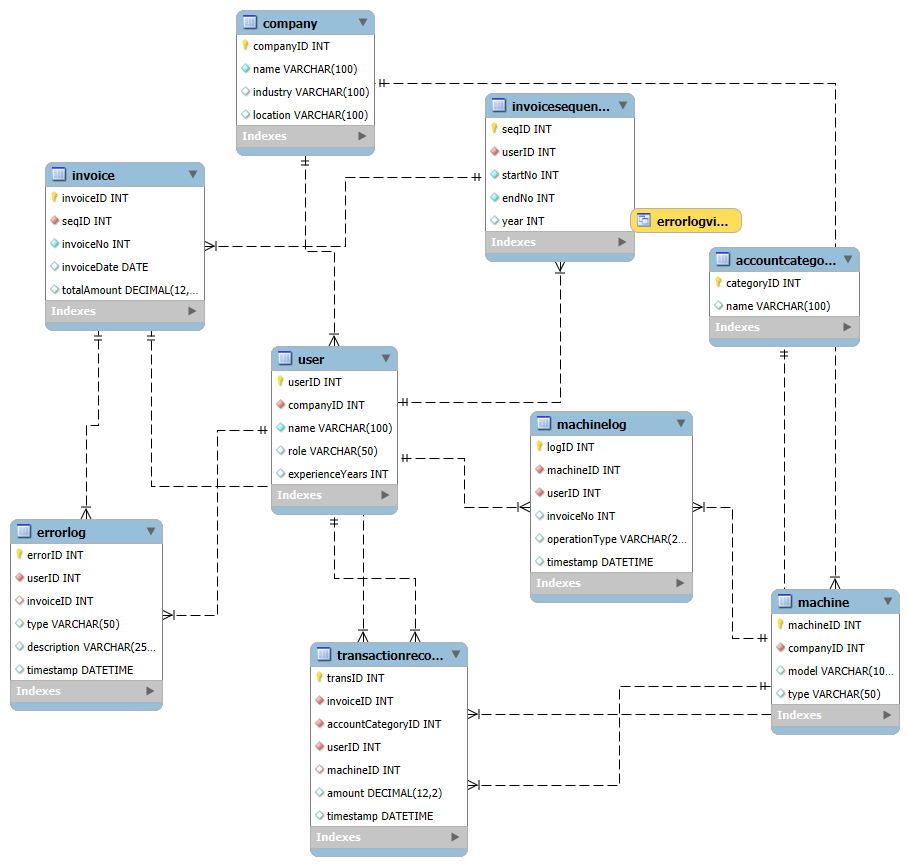 company
companyID INT
name VARCHAR(100)
industry VARCHAR(100)
location VARCHAR(100)
Indexes
invoicesequen...
seqID INT
userID INT
startNo INT
endNo INT
year INT
Indexes
errorlogvi...
invoice
invoiceID INT
seqID INT
invoiceNo INT
invoiceDate DATE
totalAmount DECIMAL(12,...
Indexes
accountcatego...
categoryID INT
name VARCHAR(100)
Indexes
user
userID INT
companyID INT
name VARCHAR(100)
role VARCHAR(50)
experienceYears INT
Indexes
machinelog
logID INT
machineID INT
userID INT
invoiceNo INT
operationType VARCHAR(2...
timestamp DATETIME
Indexes
errorlog
errorID INT
userID INT
invoiceID INT
type VARCHAR(50)
description VARCHAR(25...
timestamp DATETIME
Indexes
machine
machineID INT
companyID INT
model VARCHAR(10...
type VARCHAR(50)
Indexes
transactionreco...
transID INT
invoiceID INT
accountCategoryID INT
userID INT
machineID INT
amount DECIMAL(12,2)
timestamp DATETIME
Indexes